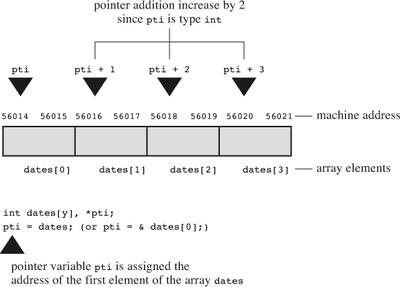 pointer addition increase by 2
since pti is type int
pti pti + 1 pti + 2 pti + 3
56014 56015 56016 56017 56018 56019 56020 56021 machine address
dates[0] dates[1] dates[2] dates[3] array elements
int dates[y], *pti;
pti = dates; (or pti = & dates[0];)
pointer variable pti is assigned the
address of the first element of the array dates